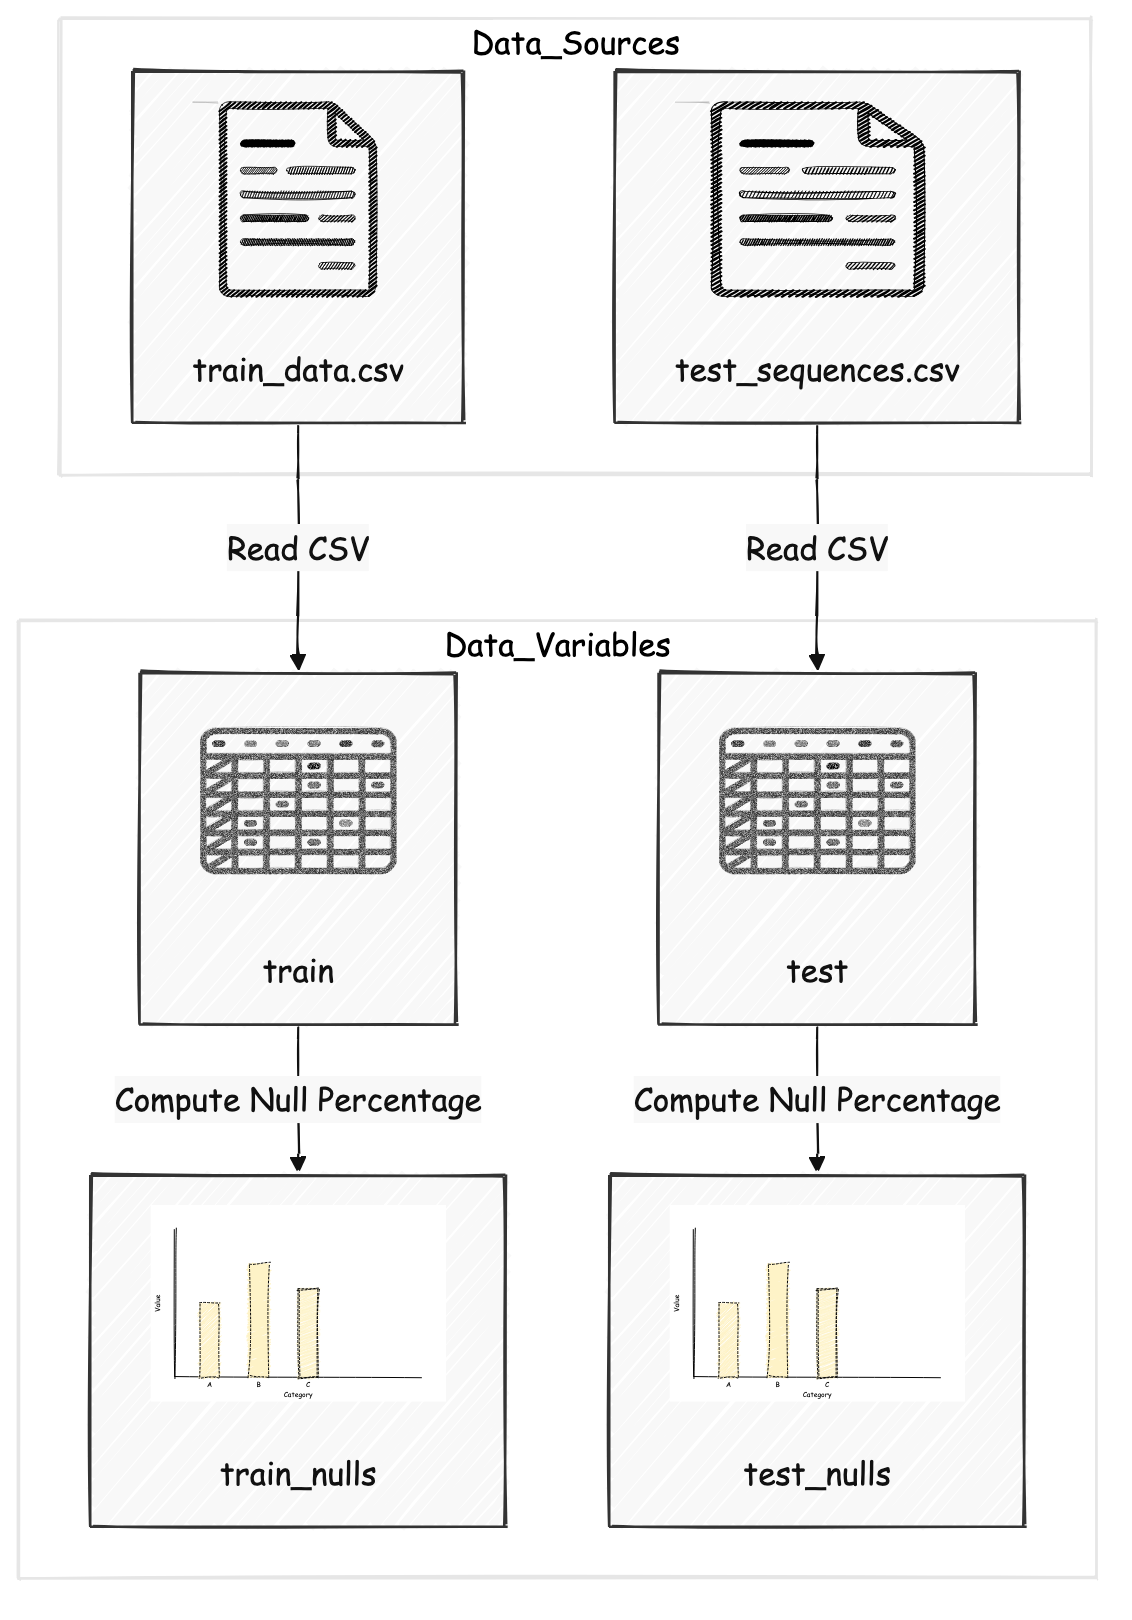 Data_Sources
train_data.csv
test_sequences.csv
Read CSV
Read CSV
Data_Variables
train
test
Compute Null Percentage
Compute Null Percentage
Value
A
B
C
Category
train_nulls
Value
A
B
C
Category
test_nulls